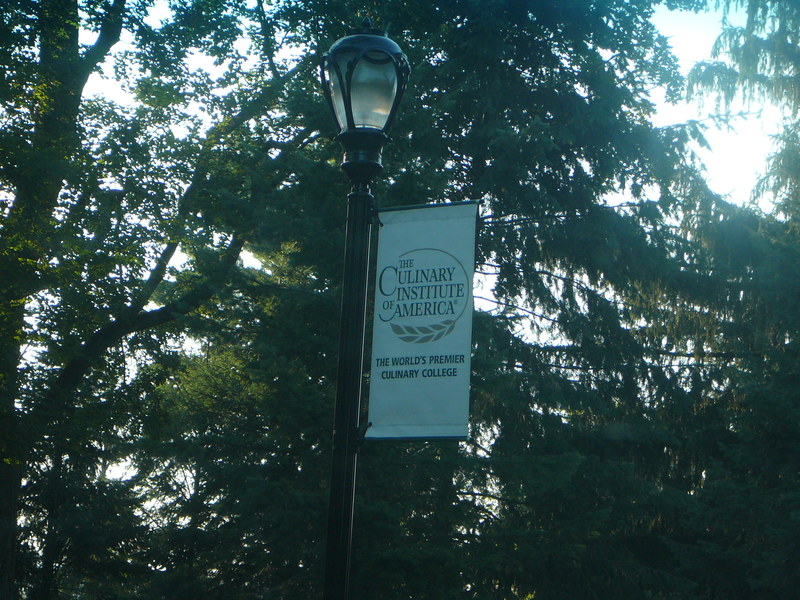 THE
CULINARY
INSTITUTE
OF AMERICA®
THE WORLD'S PREMIER
CULINARY COLLEGE